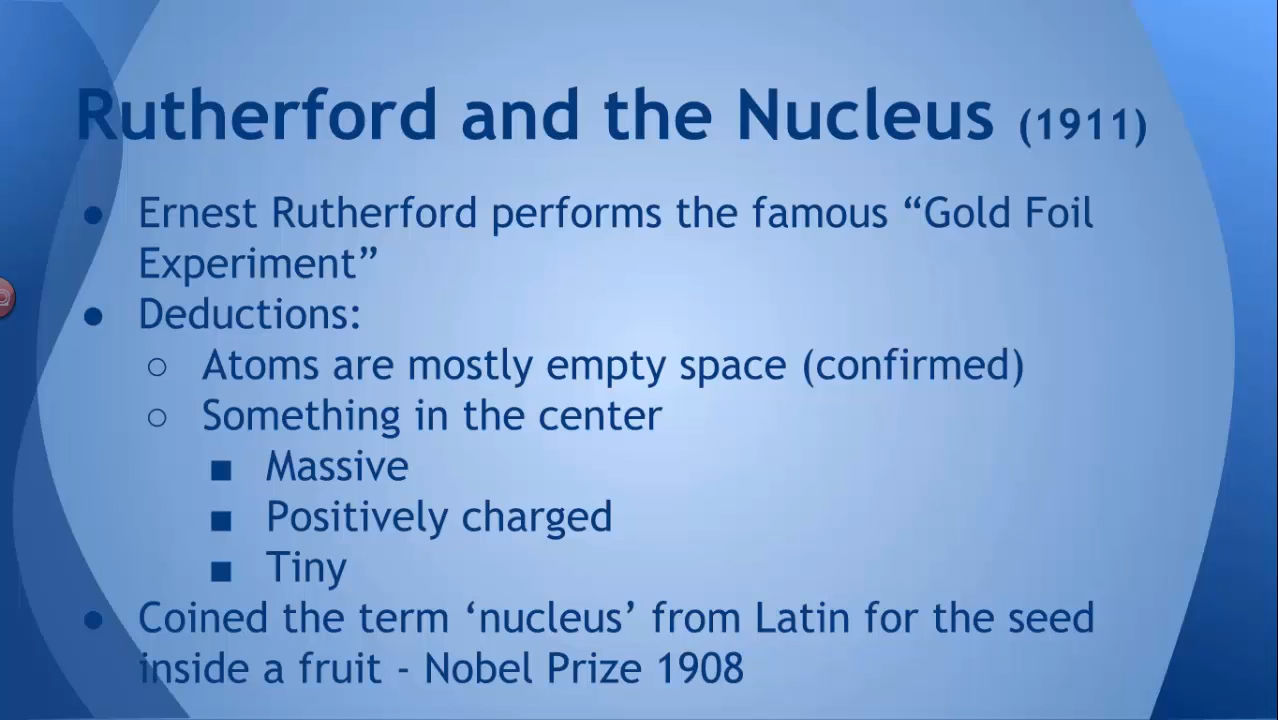 Rutherford and the Nucleus (1911)
● Ernest Rutherford performs the famous “Gold Foil
Experiment”
● Deductions:
○ Atoms are mostly empty space (confirmed)
○ Something in the center
■ Massive
■ Positively charged
■ Tiny
● Coined the term ‘nucleus’ from Latin for the seed
inside a fruit - Nobel Prize 1908